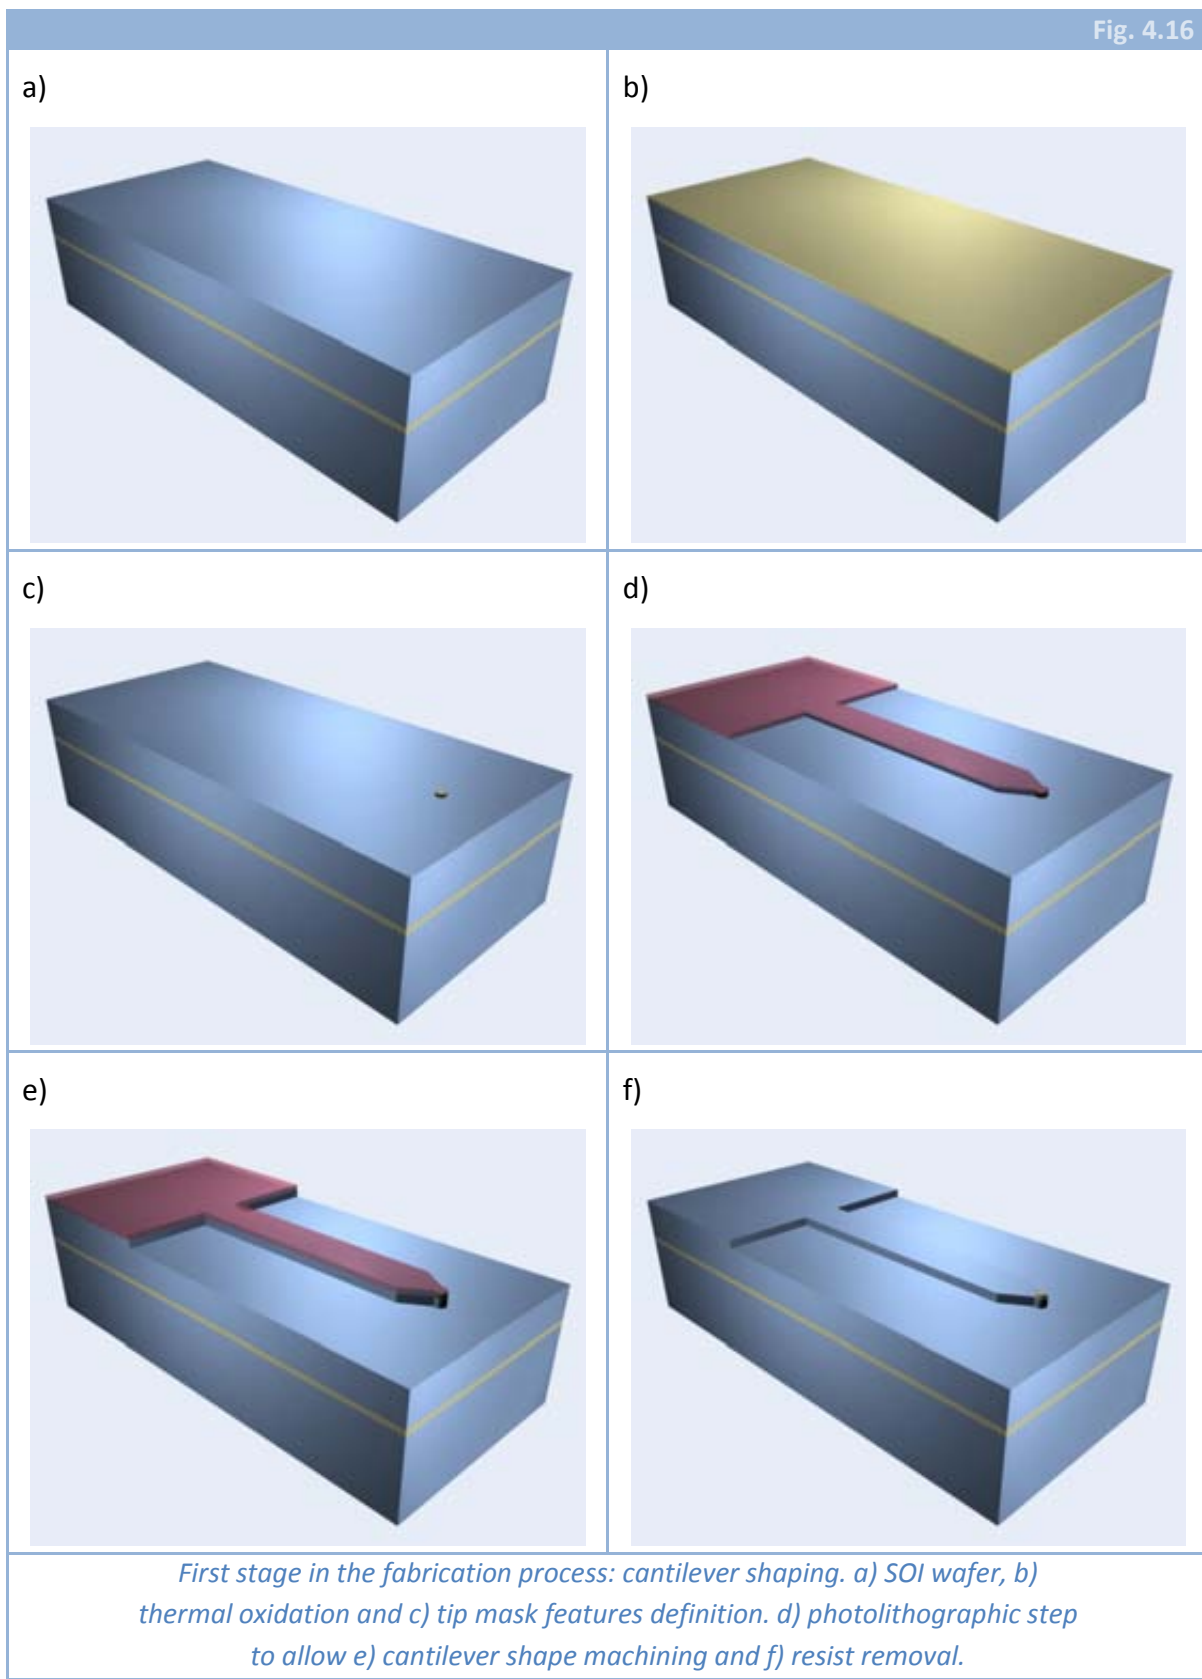 Fig. 4.16
a)
b)
c)
d)
e)
f)
First stage in the fabrication process: cantilever shaping. a) SOI wafer, b)
thermal oxidation and c) tip mask features definition. d) photolithographic step
to allow e) cantilever shape machining and f) resist removal.